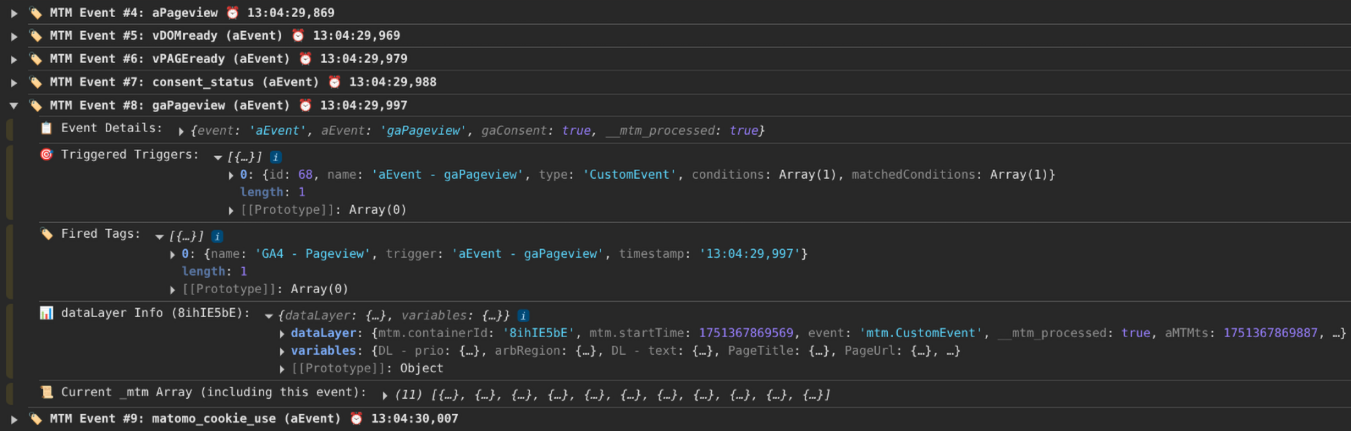 ▶ 🏷️ MTM Event #4: aPageview ⏰ 13:04:29,869
▶ 🏷️ MTM Event #5: vDOMready (aEvent) ⏰ 13:04:29,969
▶ 🏷️ MTM Event #6: vPAGEready (aEvent) ⏰ 13:04:29,979
▶ 🏷️ MTM Event #7: consent_status (aEvent) ⏰ 13:04:29,988
▼ 🏷️ MTM Event #8: gaPageview (aEvent) ⏰ 13:04:29,997
📋 Event Details: ▶ {event: 'aEvent', aEvent: 'gaPageview', gaConsent: true, __mtm_processed: true}
🎯 Triggered Triggers: ▼ [{…}] i
▶ 0: {id: 68, name: 'aEvent - gaPageview', type: 'CustomEvent', conditions: Array(1), matchedConditions: Array(1)}
length: 1
▶ [[Prototype]]: Array(0)
🏷️ Fired Tags: ▼ [{…}] i
▶ 0: {name: 'GA4 - Pageview', trigger: 'aEvent - gaPageview', timestamp: '13:04:29,997'}
length: 1
▶ [[Prototype]]: Array(0)
📊 dataLayer Info (8ihIE5bE): ▼ {dataLayer: {…}, variables: {…}} i
▶ dataLayer: {mtm.containerId: '8ihIE5bE', mtm.startTime: 1751367869569, event: 'mtm.CustomEvent', __mtm_processed: true, aMTMts: 1751367869887, …}
▶ variables: {DL - prio: {…}, arbRegion: {…}, DL - text: {…}, PageTitle: {…}, PageUrl: {…}, …}
▶ [[Prototype]]: Object
📜 Current _mtm Array (including this event): ▶ (11) [{…}, {…}, {…}, {…}, {…}, {…}, {…}, {…}, {…}, {…}, {…}]
▶ 🏷️ MTM Event #9: matomo_cookie_use (aEvent) ⏰ 13:04:30,007